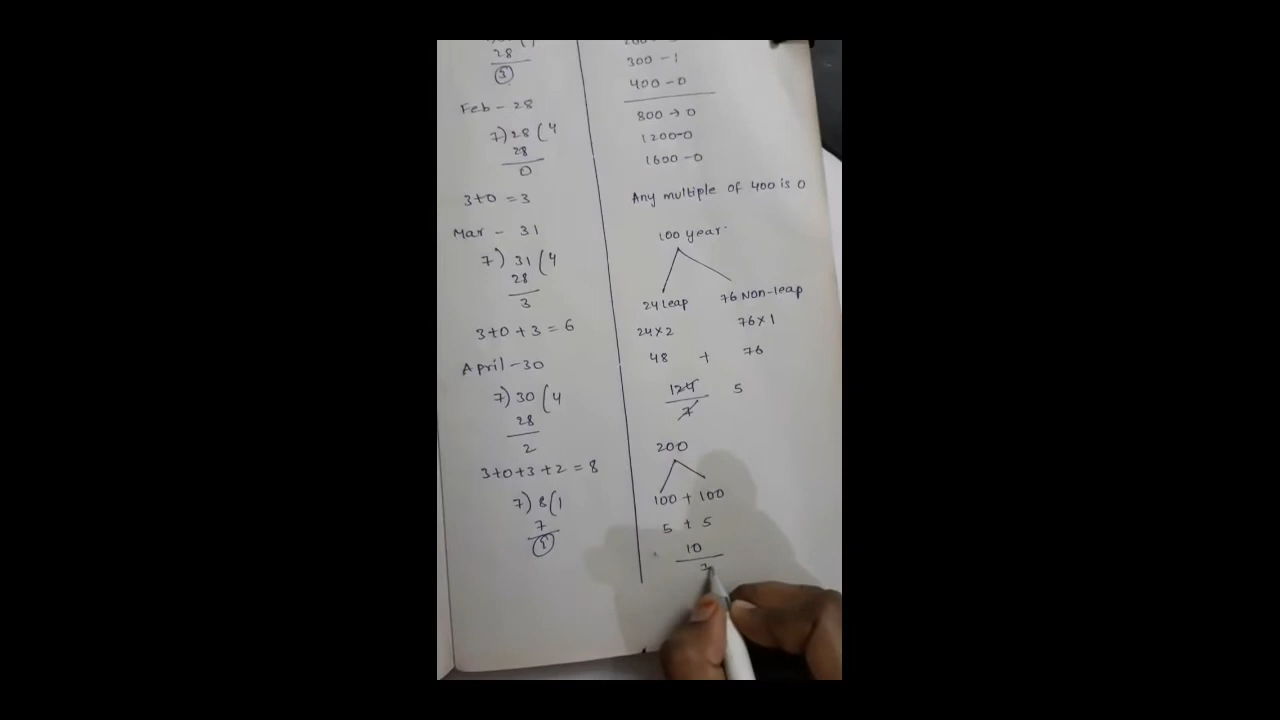 28
3
Feb - 28
7) 28 ( 4
28
0
3+0 = 3
Mar - 31
7) 31 ( 4
28
3
3+0+3 = 6
April - 30
7) 30 ( 4
28
2
3+0+3+2 = 8
7) 8 ( 1
7
300 - 1
400 - 0
800 → 0
1200-0
1600 - 0
Any multiple of 400 is 0
100 year
24 leap 76 Non-leap
24×2 76×1
48 + 76
124 5
7
200
100 + 100
5 + 5
10